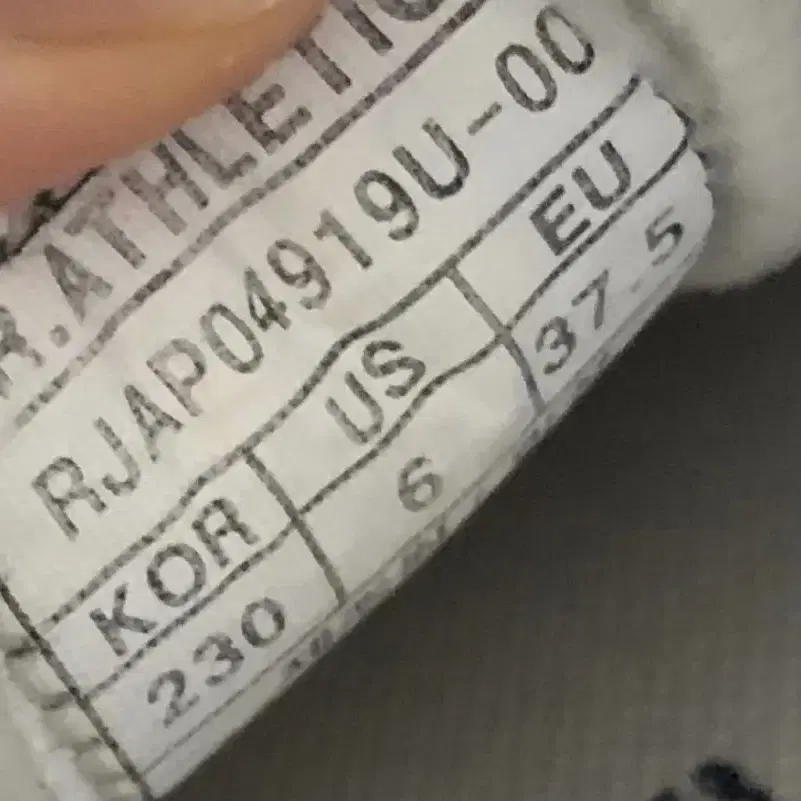 R.ATHLETIC
RJAP04919U-00
KOR US EU
230 6 37.5